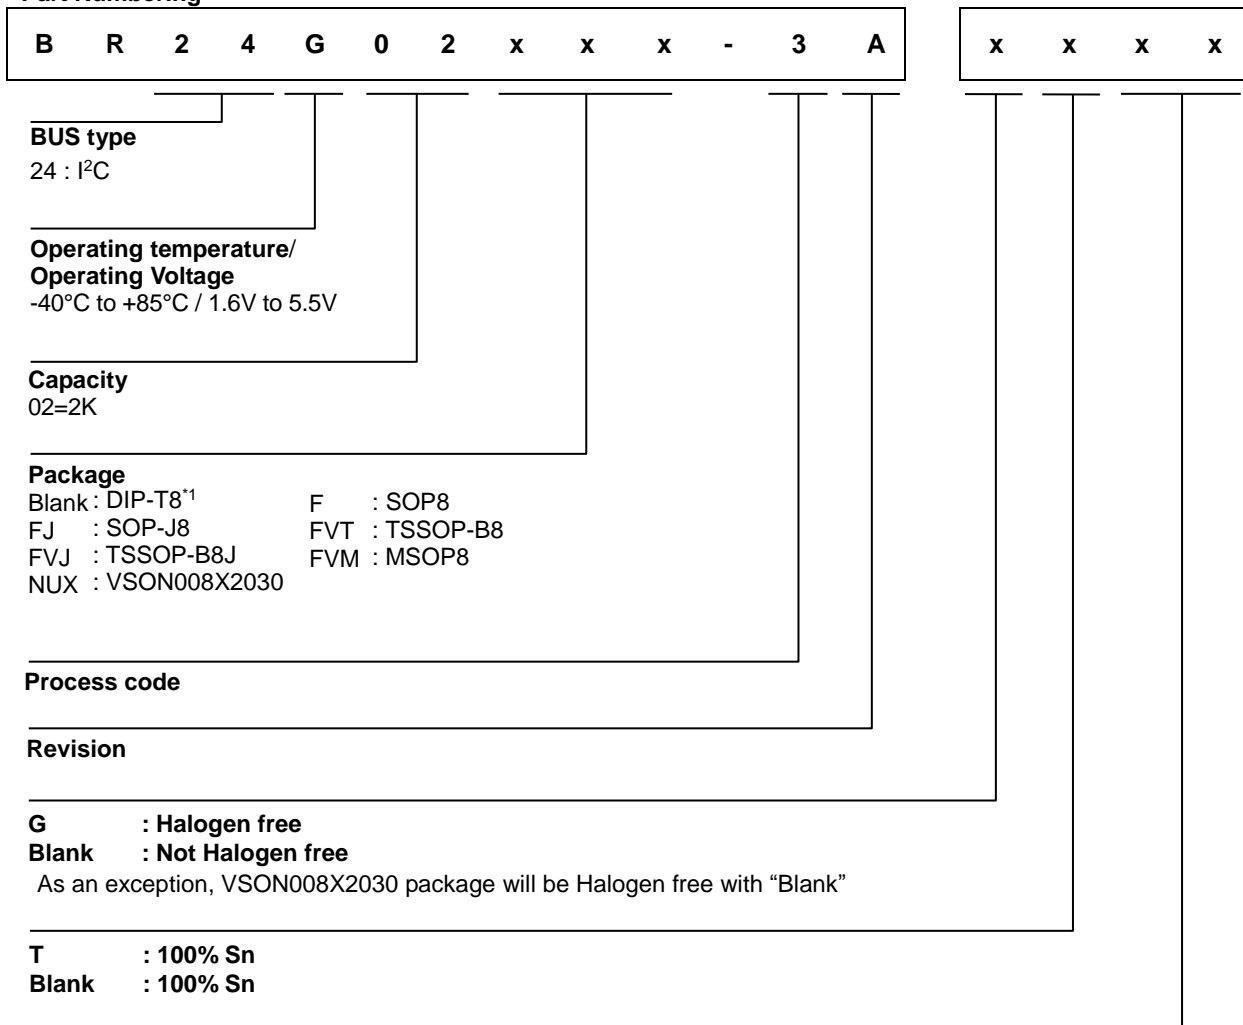 B R 2 4 G 0 2 x x x - 3 A x x x x
BUS type
24 : I²C
Operating temperature/
Operating Voltage
-40°C to +85°C / 1.6V to 5.5V
Capacity
02=2K
Package
Blank : DIP-T8*1 F : SOP8
FJ : SOP-J8 FVT : TSSOP-B8
FVJ : TSSOP-B8J FVM : MSOP8
NUX : VSON008X2030
Process code
Revision
G : Halogen free
Blank : Not Halogen free
As an exception, VSON008X2030 package will be Halogen free with “Blank”
T : 100% Sn
Blank : 100% Sn